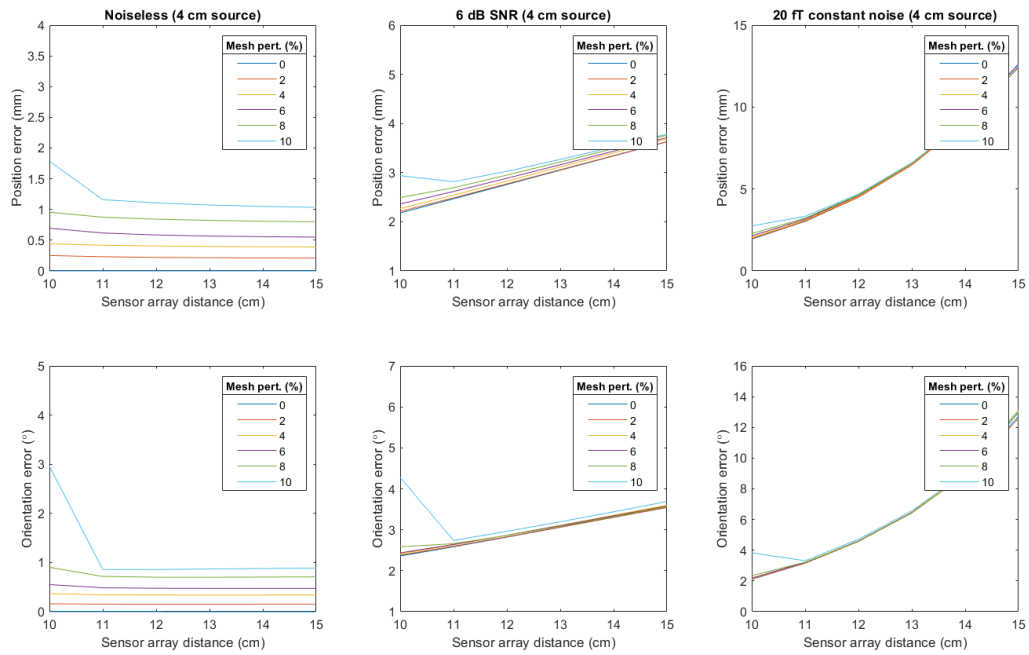 Noiseless (4 cm source)
4
3.5
3
2.5
2
1.5
1
0.5
0
Position error (mm)
10 11 12 13 14 15
Sensor array distance (cm)
Mesh pert. (%)
0
2
4
6
8
10
6 dB SNR (4 cm source)
6
5
4
3
2
1
Position error (mm)
10 11 12 13 14 15
Sensor array distance (cm)
Mesh pert. (%)
0
2
4
6
8
10
20 fT constant noise (4 cm source)
15
10
5
0
Position error (mm)
10 11 12 13 14 15
Sensor array distance (cm)
Mesh pert. (%)
0
2
4
6
8
10
5
4
3
2
1
0
Orientation error (°)
10 11 12 13 14 15
Sensor array distance (cm)
Mesh pert. (%)
0
2
4
6
8
10
7
6
5
4
3
2
1
Orientation error (°)
10 11 12 13 14 15
Sensor array distance (cm)
Mesh pert. (%)
0
2
4
6
8
10
16
14
12
10
8
6
4
2
0
Orientation error (°)
10 11 12 13 14 15
Sensor array distance (cm)
Mesh pert. (%)
0
2
4
6
8
10